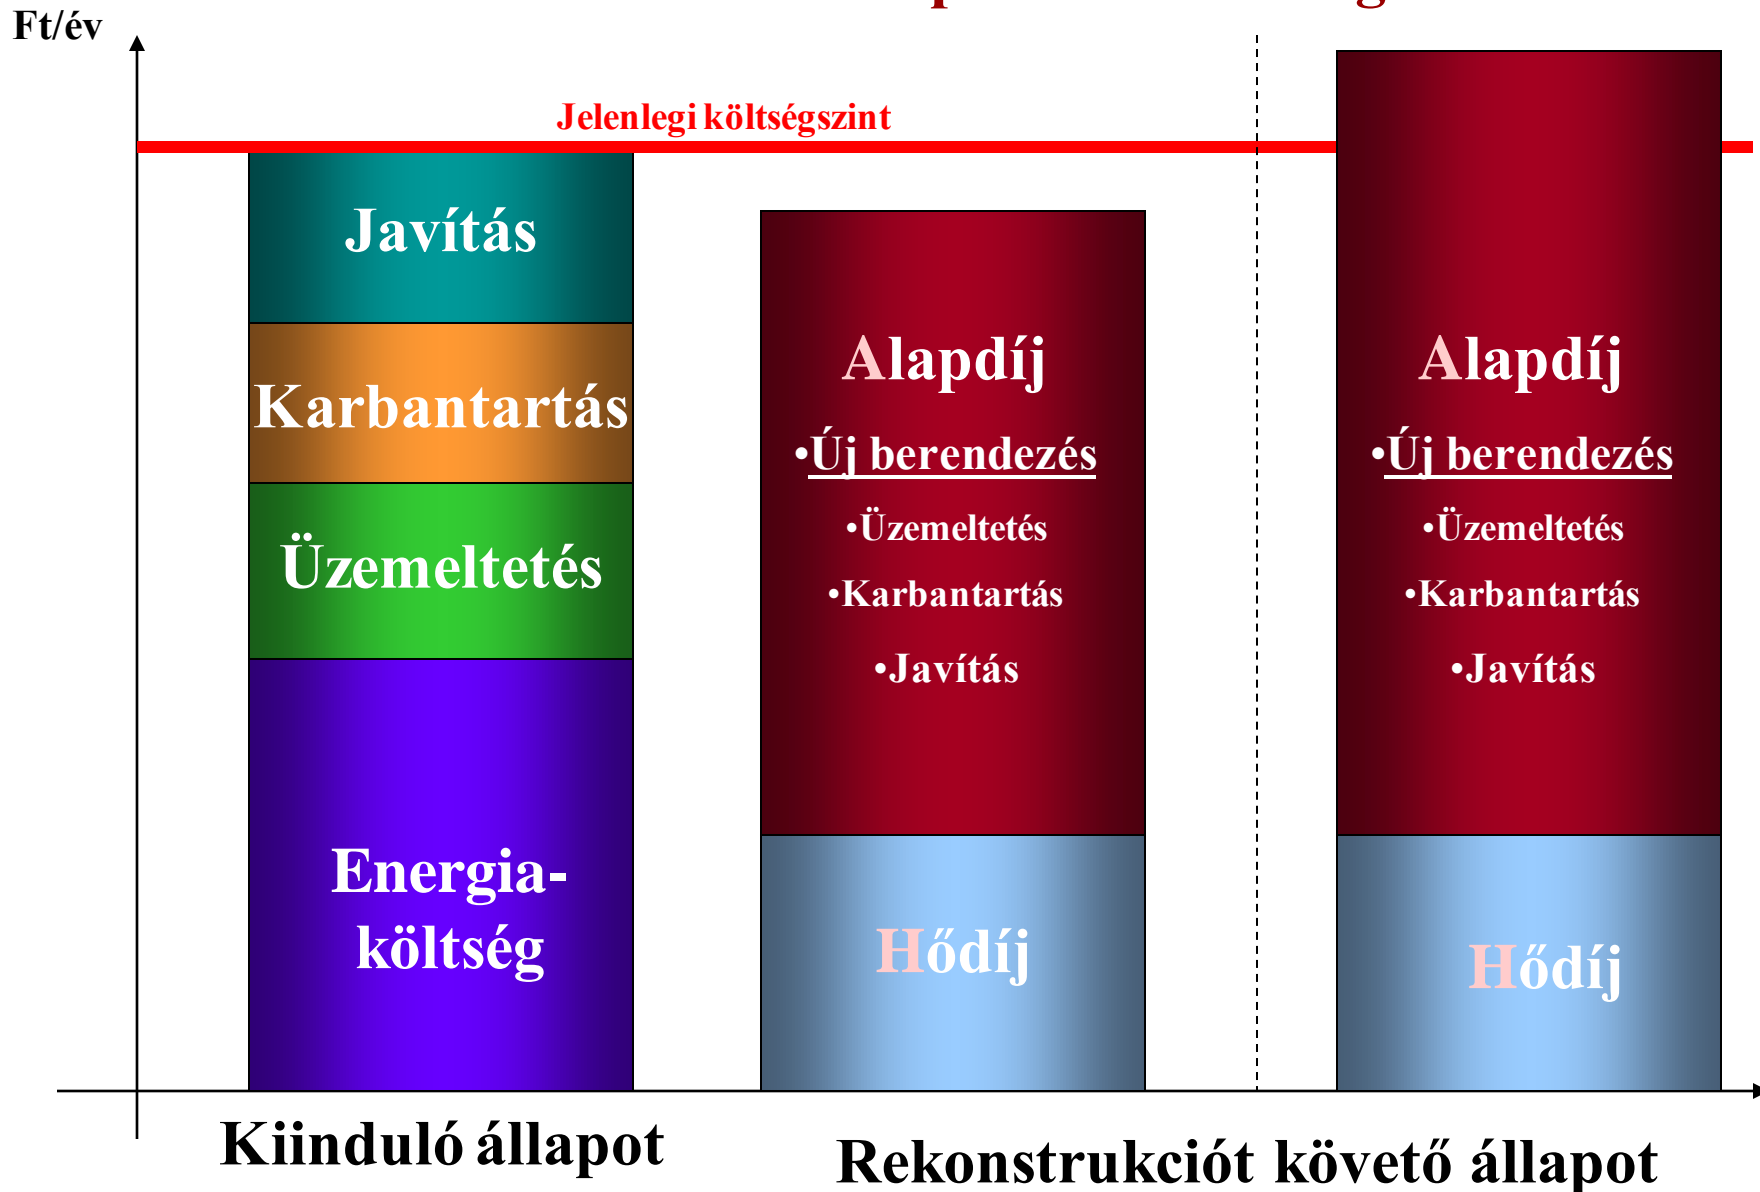 Ft/év
Jelenlegi költségszint
Javítás
Karbantartás
Üzemeltetés
Energia-
költség
Alapdíj
•Új berendezés
•Üzemeltetés
•Karbantartás
•Javítás
Hődíj
Alapdíj
•Új berendezés
•Üzemeltetés
•Karbantartás
•Javítás
Hődíj
Kiinduló állapot
Rekonstrukciót követő állapot